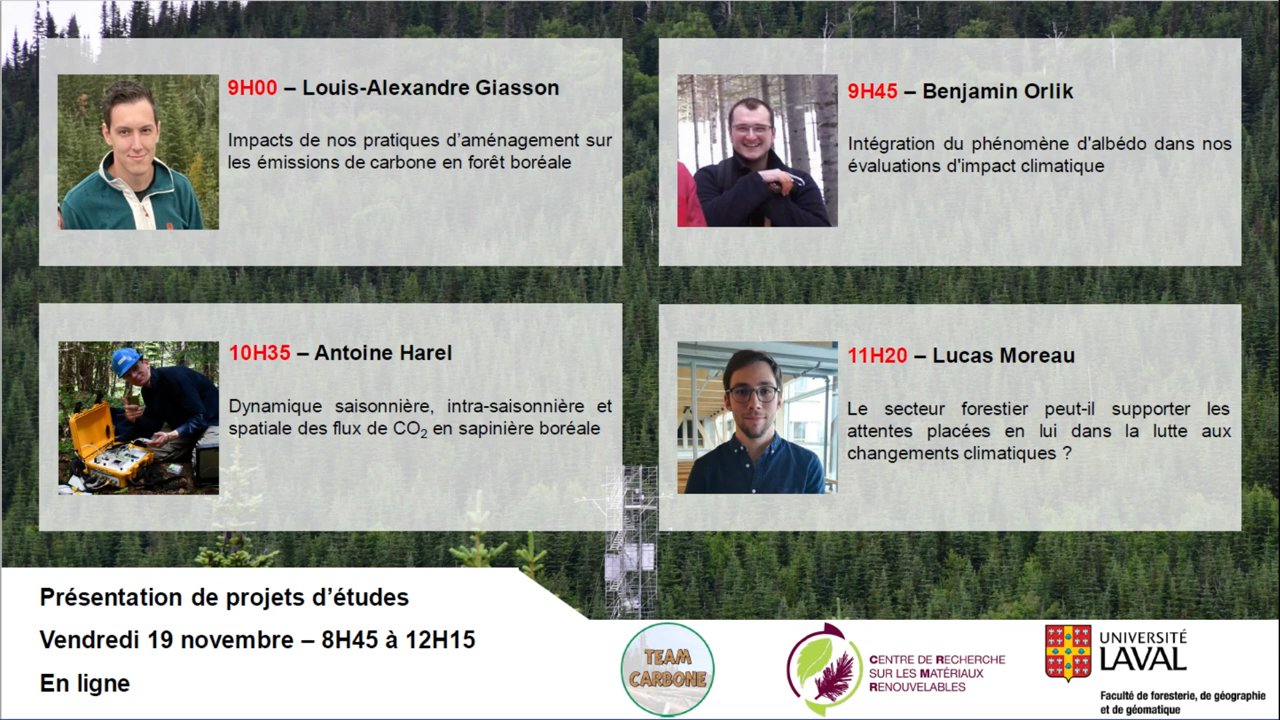 9H00 – Louis-Alexandre Giasson
Impacts de nos pratiques d'aménagement sur
les émissions de carbone en forêt boréale
9H45 – Benjamin Orlik
Intégration du phénomène d'albédo dans nos
évaluations d'impact climatique
10H35 – Antoine Harel
Dynamique saisonnière, intra-saisonnière et
spatiale des flux de CO₂ en sapinière boréale
11H20 – Lucas Moreau
Le secteur forestier peut-il supporter les
attentes placées en lui dans la lutte aux
changements climatiques ?
Présentation de projets d'études
Vendredi 19 novembre – 8H45 à 12H15
En ligne
TEAM
CARBONE
CENTRE DE RECHERCHE
SUR LES MATÉRIAUX
RENOUVELABLES
UNIVERSITÉ
LAVAL
Faculté de foresterie, de géographie
et de géomatique